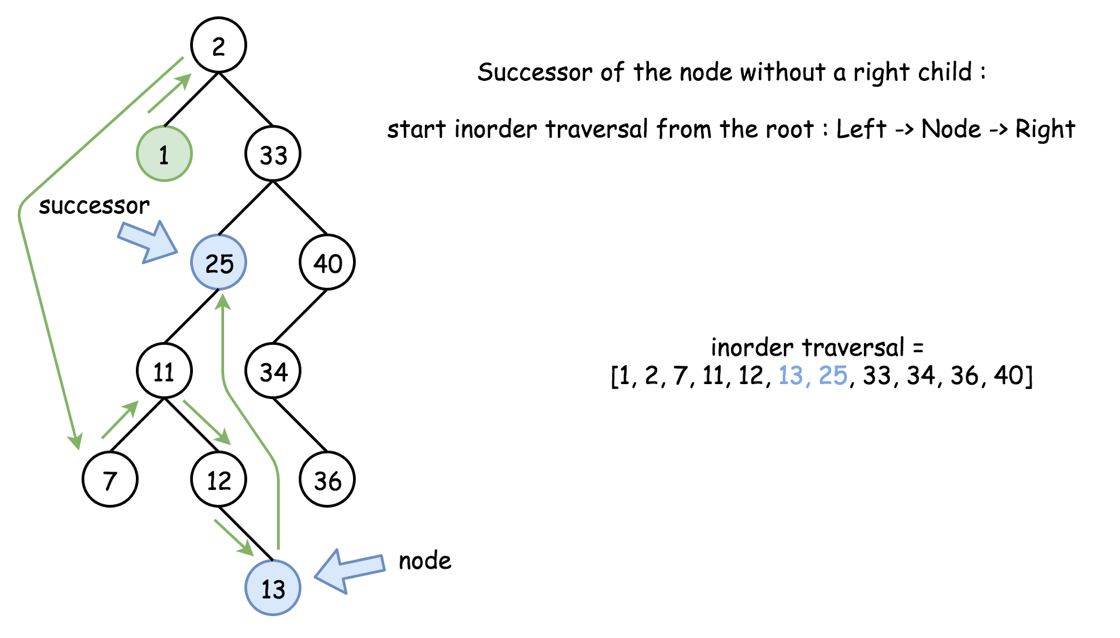 2
Successor of the node without a right child :
start inorder traversal from the root : Left -> Node -> Right
1
33
successor
25
40
inorder traversal =
[1, 2, 7, 11, 12, 13, 25, 33, 34, 36, 40]
11
34
7
12
36
node
13